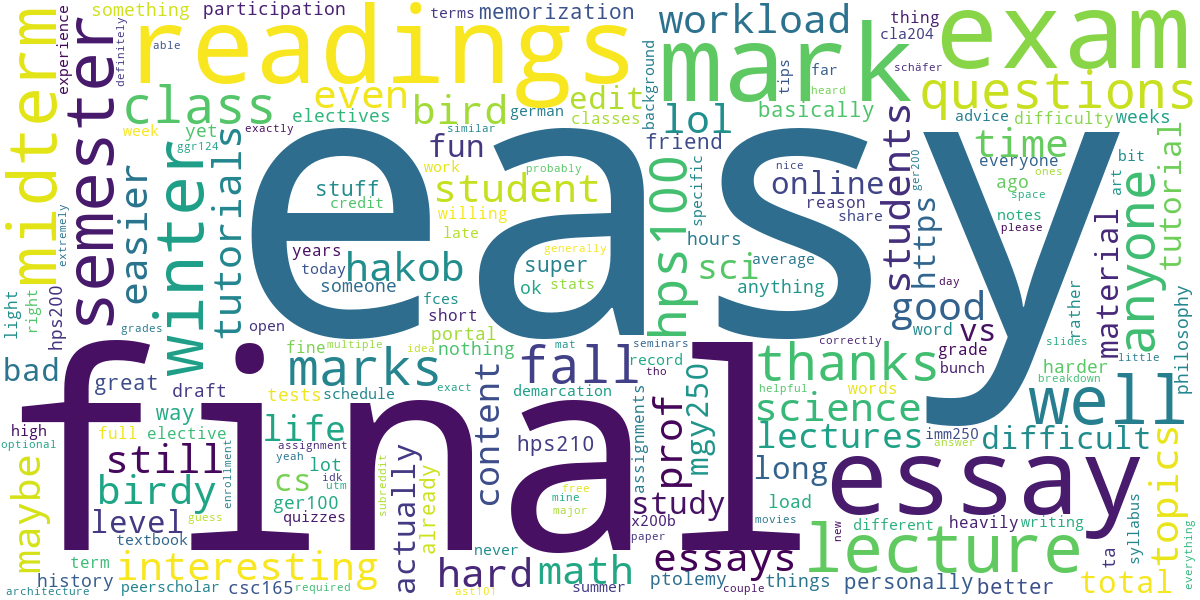 something
participation
terms
memorization
workload
thing
exam
experience
definitely
able
readings
mark
cla204
midterm
semester
far
schäfer
tips
heard
background
even
edit
questions
class
electives
bird
german
classes
lol
basically
advice
difficulty
weeks
week
yet
exactly
similar
friend
time
ggr124
fun
everyone
bit
winter
tutorials
easier
easy
work
probably
nice
ger200
ones
stuff
credit
student
specific
online
reason
share
students
https
ago
art
space
notes
please
anyone
tutorial
willing
late
hps100
extremely
years
generally
hours
good
material
today
hakob
super
sci
average
someone
ok
stats
anything
day
light
right
hps200
fces
short
word
vs
rather
slides
philosophy
grades
open
portal
correctly
grade
little
fine
multiple
idea
nothing
mat
seminars
bunch
harder
final
fall
record
thanks
breakdown
bad
great
marks
tho
helpful
words
well
draft
tests
schedule
exact
demarcation
way
content
assignments
mgy250
prof
science
high
full
elective
life
hps210
lectures
imm250
difficult
optional
still
assignment
answer
yeah
enrollment
lot
cs
idk
utm
subreddit
actually
already
free
mine
major
long
essay
maybe
birdy
ger100
study
load
topics
level
quizzes
x200b
movies
new
different
heavily
writing
ta
syllabus
everything
textbook
guess
never
paper
lecture
term
interesting
hard
math
essays
history
peerscholar
csc165
required
ast101
summer
ptolemy
couple
things
personally
better
total
architecture